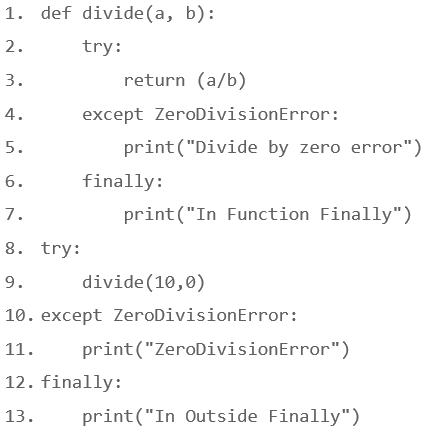 1. def divide(a, b):
2.     try:
3.         return (a/b)
4.     except ZeroDivisionError:
5.         print("Divide by zero error")
6.     finally:
7.         print("In Function Finally")
8. try:
9.     divide(10,0)
10. except ZeroDivisionError:
11.     print("ZeroDivisionError")
12. finally:
13.     print("In Outside Finally")